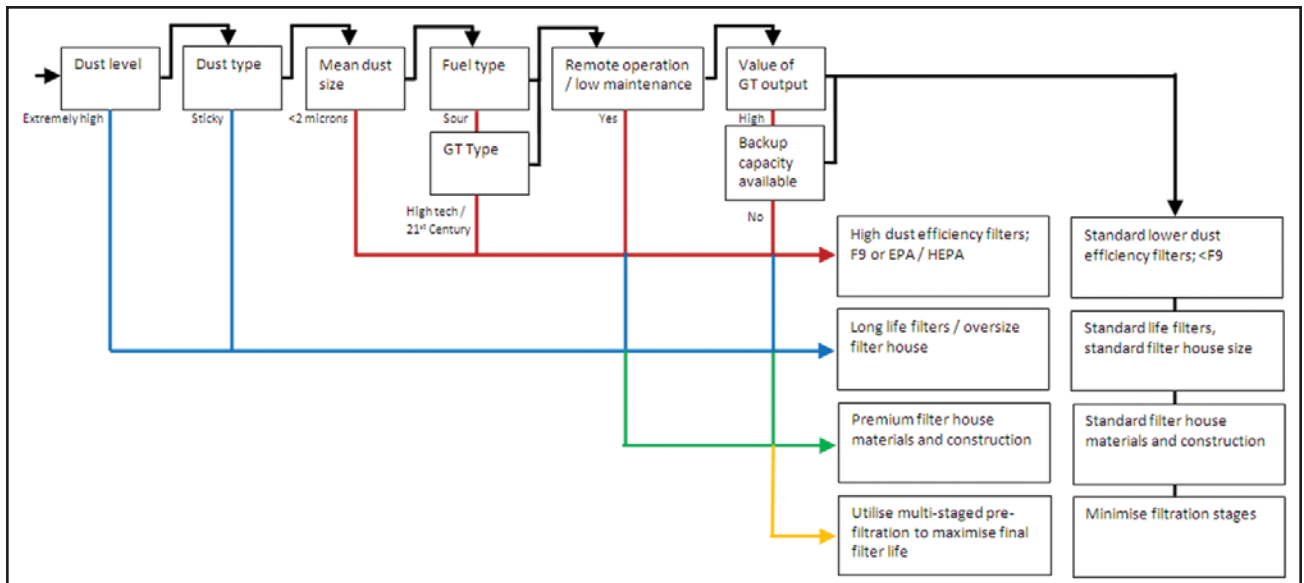 Dust level
Dust type
Mean dust
size
Fuel type
Remote operation
/ low maintenance
Value of
GT output
Extremely high
Sticky
<2 microns
Sour
Yes
High
GT Type
Backup
capacity
available
High tech /
21st Century
No
High dust efficiency filters;
F9 or EPA / HEPA
Standard lower dust
efficiency filters; <F9
Long life filters / oversize
filter house
Standard life filters,
standard filter house size
Premium filter house
materials and construction
Standard filter house
materials and construction
Utilise multi-staged pre-
filtration to maximise final
filter life
Minimise filtration stages